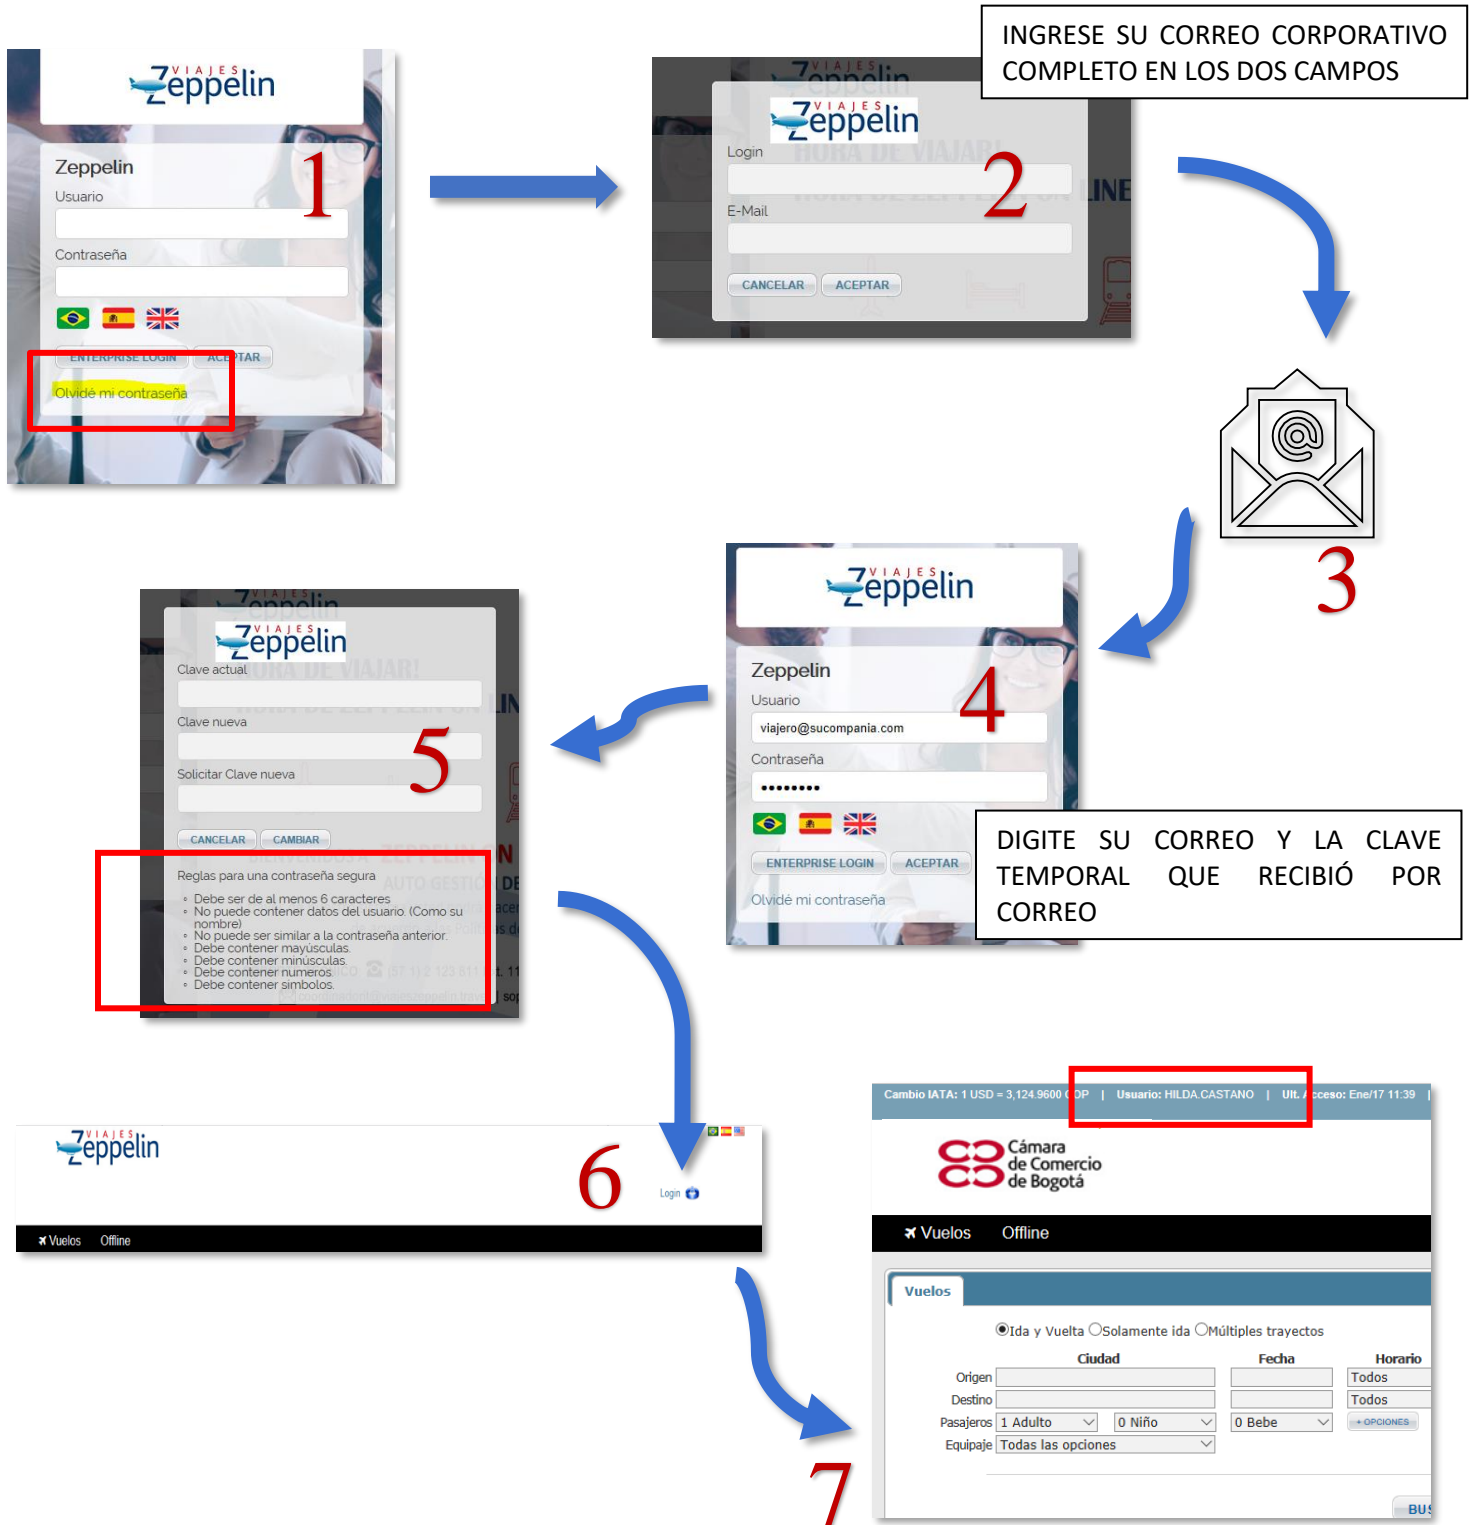 INGRESE SU CORREO CORPORATIVO
COMPLETO EN LOS DOS CAMPOS
VIAJES
Zeppelin
Zeppelin
Usuario
Contraseña
ENTERPRISE LOGIN ACEPTAR
Olvidé mi contraseña
1
VIAJES
Zeppelin
HORA DE VIAJAR!
Login
LINE
E-Mail
CANCELAR ACEPTAR
2
3
VIAJES
Zeppelin
Zeppelin
Usuario
viajero@sucompania.com
Contraseña
••••••••
ENTERPRISE LOGIN ACEPTAR
Olvidé mi contraseña
4
DIGITE SU CORREO Y LA CLAVE
TEMPORAL QUE RECIBIÓ POR
CORREO
VIAJES
Zeppelin
Clave actual
HORA DE VIAJAR!
Clave nueva
Solicitar Clave nueva
CANCELAR CAMBIAR
5
Reglas para una contraseña segura
Debe ser de al menos 6 caracteres
No puede contener datos del usuario. (Como su
nombre)
No puede ser similar a la contraseña anterior.
Debe contener mayúsculas.
Debe contener minúsculas.
Debe contener numeros.
Debe contener simbolos.
VIAJES
Zeppelin
6
Login
Vuelos Offline
Cambio IATA: 1 USD = 3,124.9600 COP | Usuario: HILDA.CASTANO | Ult. Acceso: Ene/17 11:39 |
Cámara
de Comercio
de Bogotá
Vuelos Offline
Vuelos
Ida y Vuelta Solamente ida Múltiples trayectos
Ciudad Fecha Horario
Origen Todos
Destino Todos
Pasajeros 1 Adulto 0 Niño 0 Bebe + OPCIONES
Equipaje Todas las opciones
BUS
7